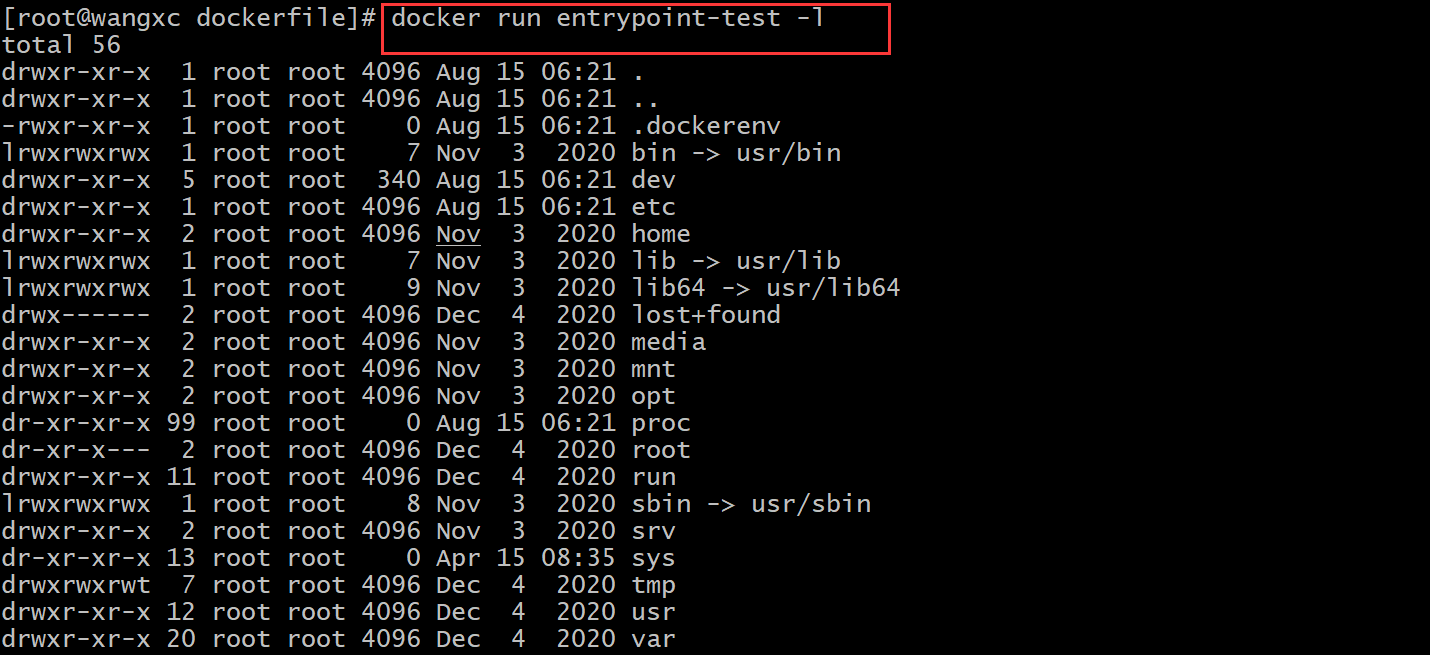 [root@wangxc dockerfile]# docker run entrypoint-test -l
total 56
drwxr-xr-x  1 root root 4096 Aug 15 06:21 .
drwxr-xr-x  1 root root 4096 Aug 15 06:21 ..
-rwxr-xr-x  1 root root    0 Aug 15 06:21 .dockerenv
lrwxrwxrwx  1 root root    7 Nov  3  2020 bin -> usr/bin
drwxr-xr-x  5 root root  340 Aug 15 06:21 dev
drwxr-xr-x  1 root root 4096 Aug 15 06:21 etc
drwxr-xr-x  2 root root 4096 Nov  3  2020 home
lrwxrwxrwx  1 root root    7 Nov  3  2020 lib -> usr/lib
lrwxrwxrwx  1 root root    9 Nov  3  2020 lib64 -> usr/lib64
drwx------  2 root root 4096 Dec  4  2020 lost+found
drwxr-xr-x  2 root root 4096 Nov  3  2020 media
drwxr-xr-x  2 root root 4096 Nov  3  2020 mnt
drwxr-xr-x  2 root root 4096 Nov  3  2020 opt
dr-xr-xr-x 99 root root    0 Aug 15 06:21 proc
dr-xr-x---  2 root root 4096 Dec  4  2020 root
drwxr-xr-x 11 root root 4096 Dec  4  2020 run
lrwxrwxrwx  1 root root    8 Nov  3  2020 sbin -> usr/sbin
drwxr-xr-x  2 root root 4096 Nov  3  2020 srv
dr-xr-xr-x 13 root root    0 Apr 15 08:35 sys
drwxrwxrwt  7 root root 4096 Dec  4  2020 tmp
drwxr-xr-x 12 root root 4096 Dec  4  2020 usr
drwxr-xr-x 20 root root 4096 Dec  4  2020 var